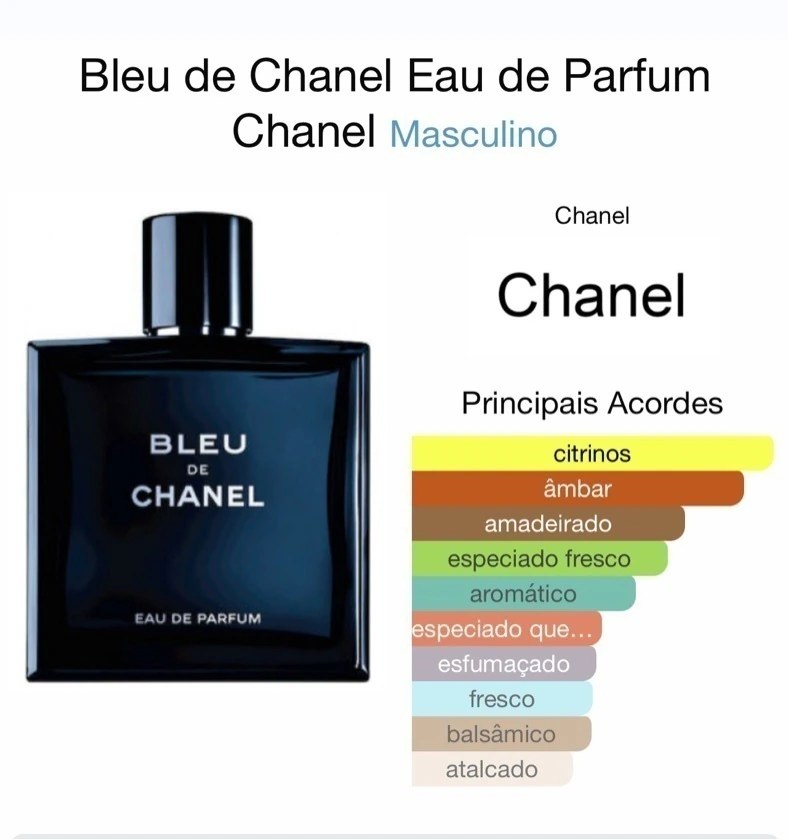 Bleu de Chanel Eau de Parfum
Chanel Masculino
Chanel
Chanel
BLEU
DE
CHANEL
EAU DE PARFUM
Principais Acordes
citrinos
âmbar
amadeirado
especiado fresco
aromático
especiado que...
esfumaçado
fresco
balsâmico
atalcado